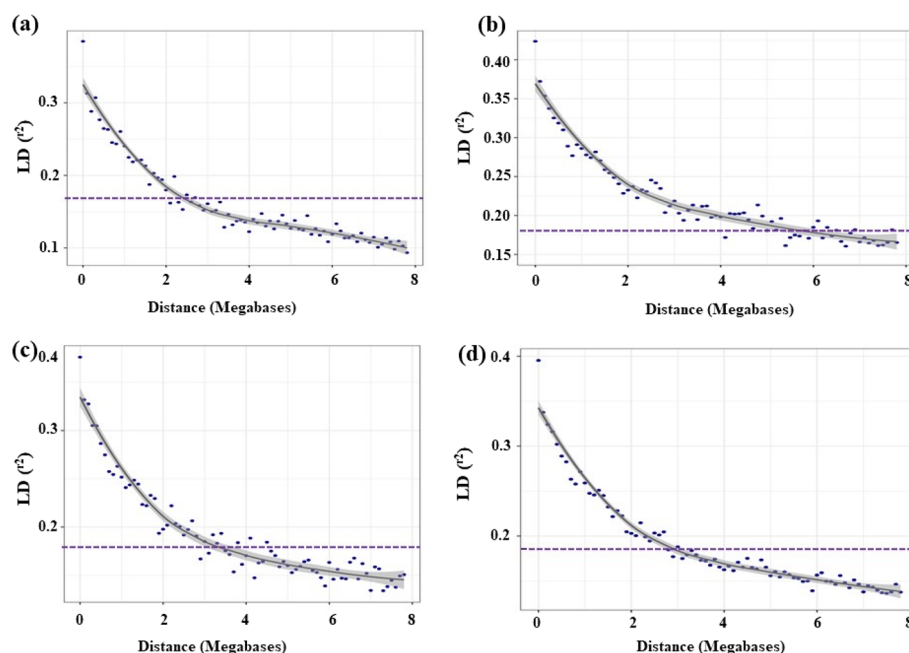 (a)
LD (r²)
0.3
0.2
0.1
0 2 4 6 8
Distance (Megabases)
(b)
LD (r²)
0.40
0.35
0.30
0.25
0.20
0.15
0 2 4 6 8
Distance (Megabases)
(c)
LD (r²)
0.4
0.2
0 2 4 6 8
Distance (Megabases)
(d)
LD (r²)
0.4
0.3
0.2
0 2 4 6 8
Distance (Megabases)